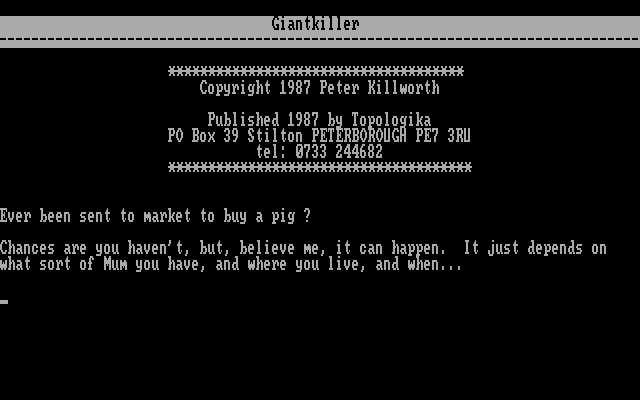 Giantkiller
--------------------------------------------------------------------------------
*************************************
Copyright 1987 Peter Killworth
Published 1987 by Topologika
PO Box 39 Stilton PETERBOROUGH PE7 3RU
tel: 0733 244682
**************************************
Ever been sent to market to buy a pig ?
Chances are you haven't, but, believe me, it can happen.  It just depends on
what sort of Mum you have, and where you live, and when...